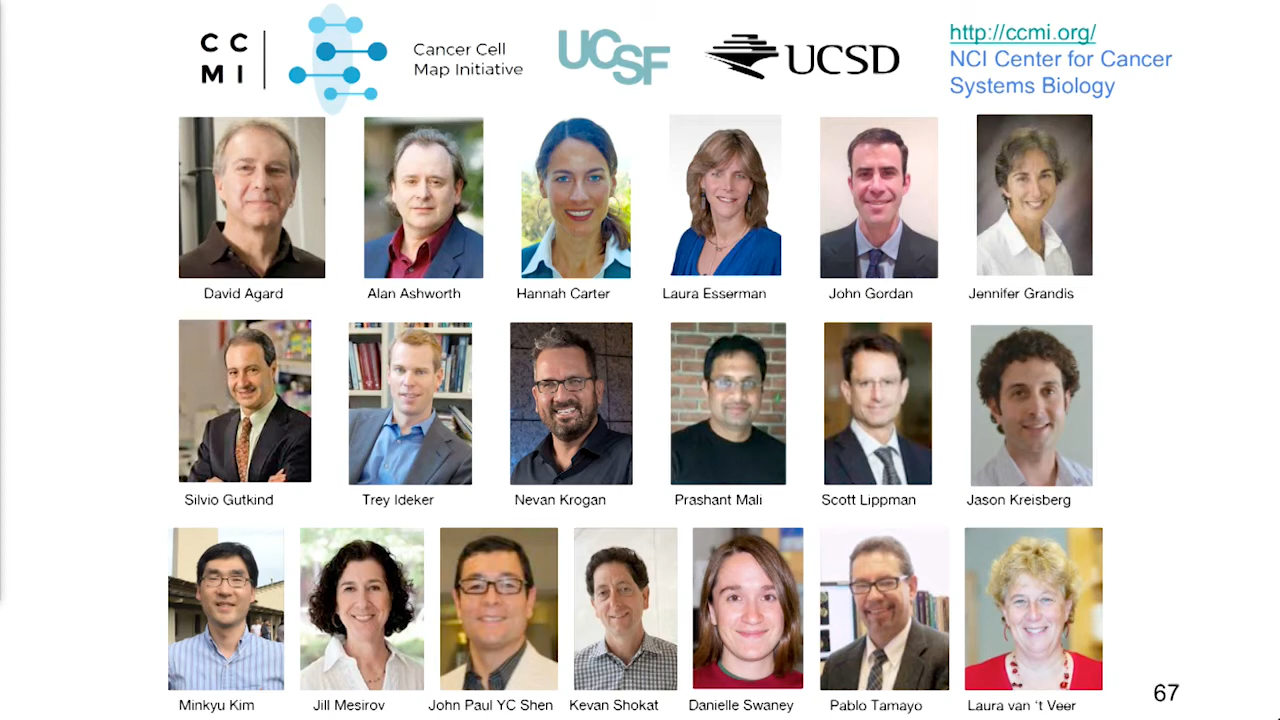 C C
M I
Cancer Cell
Map Initiative
UCSF
UCSD
http://ccmi.org/
NCI Center for Cancer
Systems Biology
David Agard
Alan Ashworth
Hannah Carter
Laura Esserman
John Gordan
Jennifer Grandis
Silvio Gutkind
Trey Ideker
Nevan Krogan
Prashant Mali
Scott Lippman
Jason Kreisberg
Minkyu Kim
Jill Mesirov
John Paul YC Shen
Kevan Shokat
Danielle Swaney
Pablo Tamayo
Laura van ‘t Veer
67